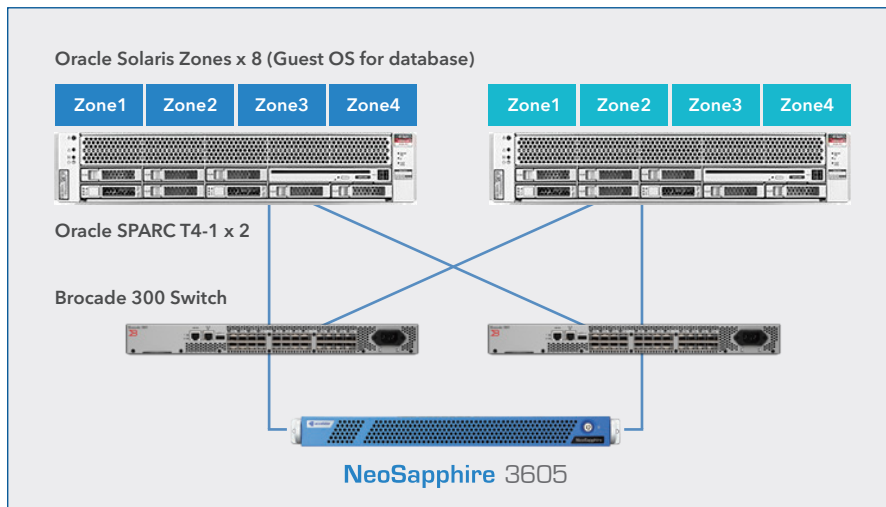 Oracle Solaris Zones x 8 (Guest OS for database)
Zone1 Zone2 Zone3 Zone4 Zone1 Zone2 Zone3 Zone4
Oracle SPARC T4-1 x 2
Brocade 300 Switch
NeoSapphire
NeoSapphire 3605